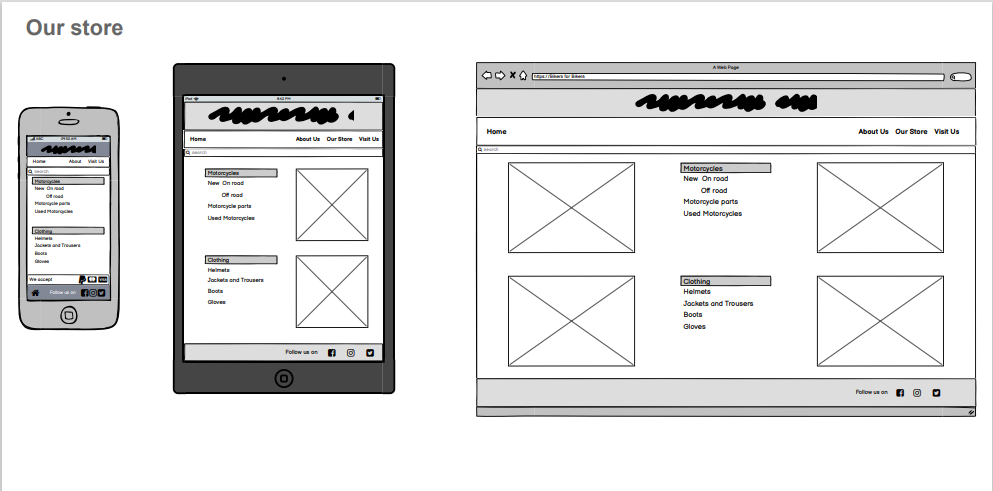 Our store
ABC 09:52 AM
Home About Visit Us
search
Motorcycles
New On road
Off road
Motorcycle parts
Used Motorcycles
Clothing
Helmets
Jackets and Trousers
Boots
Gloves
We accept
Follow us on
iPad 8:43 PM
Home About Us Our Store Visit Us
search
Motorcycles
New On road
Off road
Motorcycle parts
Used Motorcycles
Clothing
Helmets
Jackets and Trousers
Boots
Gloves
Follow us on
A Web Page
https://Bikers for Bikers
Home About Us Our Store Visit Us
search
Motorcycles
New On road
Off road
Motorcycle parts
Used Motorcycles
Clothing
Helmets
Jackets and Trousers
Boots
Gloves
Follow us on